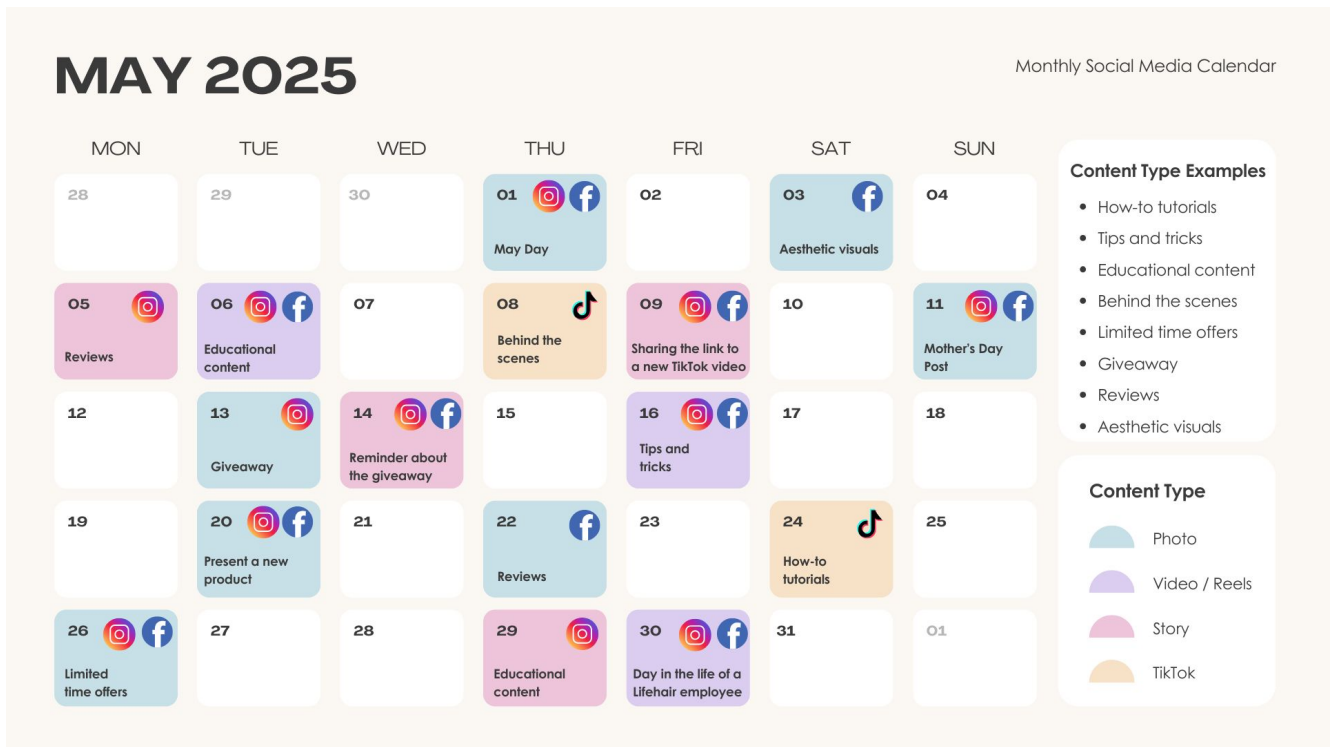 MAY 2025
Monthly Social Media Calendar
MON TUE WED THU FRI SAT SUN
28 29 30 01 02 03 04
May Day
Aesthetic visuals
05 06 07 08 09 10 11
Reviews
Educational
content
Behind the
scenes
Sharing the link to
a new TikTok video
Mother's Day
Post
12 13 14 15 16 17 18
Giveaway
Reminder about
the giveaway
Tips and
tricks
19 20 21 22 23 24 25
Present a new
product
Reviews
How-to
tutorials
26 27 28 29 30 31 01
Limited
time offers
Educational
content
Day in the life of a
Lifehair employee
Content Type Examples
• How-to tutorials
• Tips and tricks
• Educational content
• Behind the scenes
• Limited time offers
• Giveaway
• Reviews
• Aesthetic visuals
Content Type
Photo
Video / Reels
Story
TikTok